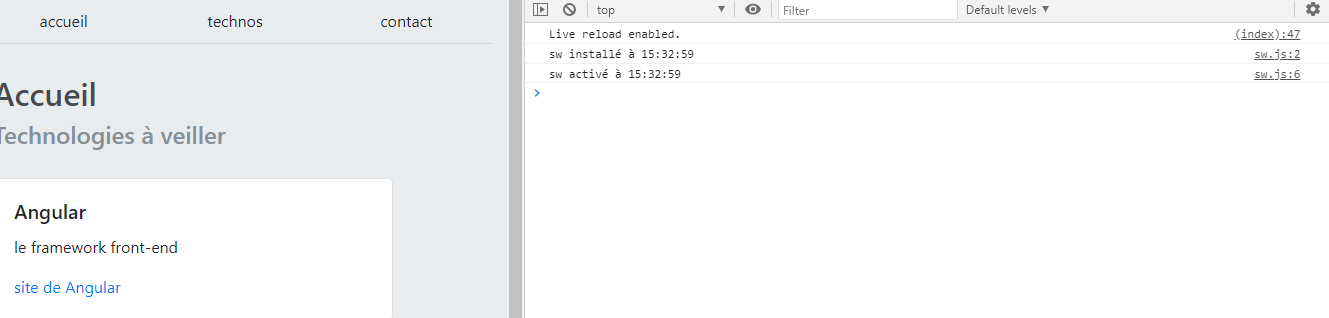 accueil technos contact
Accueil
Technologies à veiller
Angular
le framework front-end
site de Angular
top Filter Default levels
Live reload enabled. (index):47
sw installé à 15:32:59 sw.js:2
sw activé à 15:32:59 sw.js:6